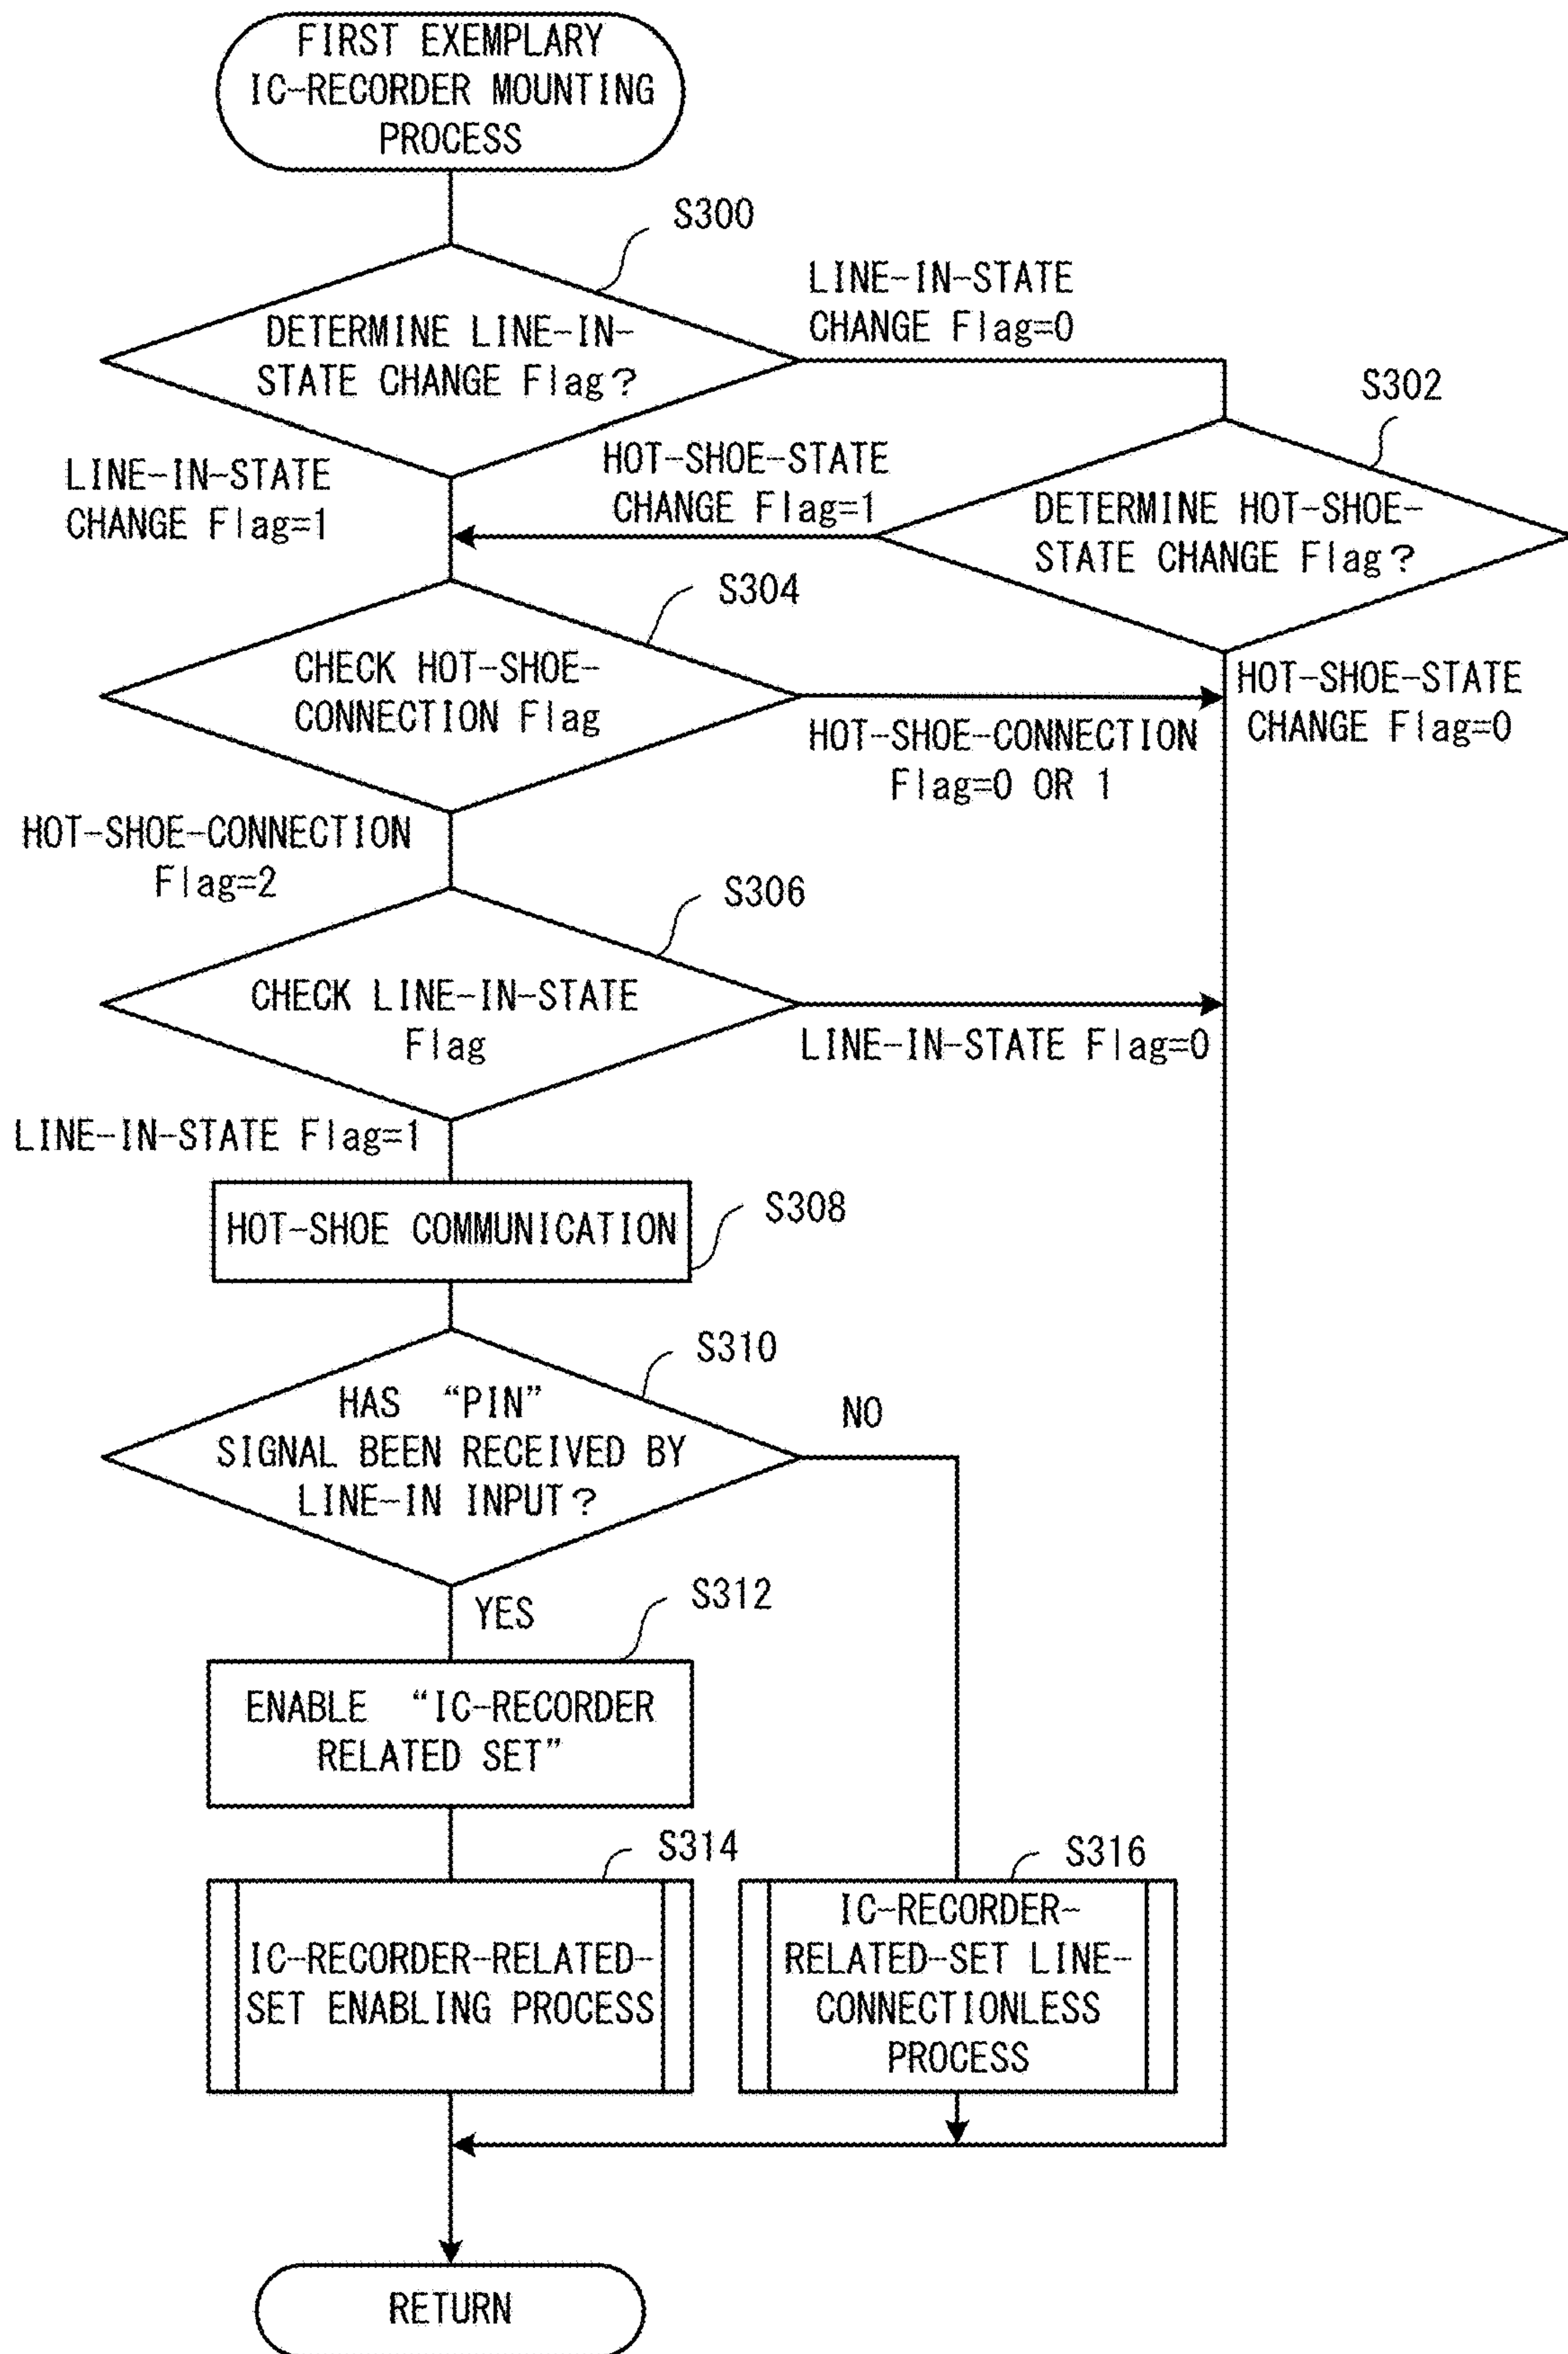 FIRST EXEMPLARY
IC-RECORDER MOUNTING
PROCESS
S300
LINE-IN-STATE
CHANGE Flag=0
DETERMINE LINE-IN-
STATE CHANGE Flag?
S302
LINE-IN-STATE
CHANGE Flag=1
HOT-SHOE-STATE
CHANGE Flag=1
DETERMINE HOT-SHOE-
STATE CHANGE Flag?
S304
CHECK HOT-SHOE-
CONNECTION Flag
HOT-SHOE-STATE
CHANGE Flag=0
HOT-SHOE-CONNECTION
Flag=0 OR 1
HOT-SHOE-CONNECTION
Flag=2
S306
CHECK LINE-IN-STATE
Flag
LINE-IN-STATE Flag=0
LINE-IN-STATE Flag=1
HOT-SHOE COMMUNICATION
S308
S310
HAS “PIN”
SIGNAL BEEN RECEIVED BY
LINE-IN INPUT?
NO
YES
S312
ENABLE “IC-RECORDER
RELATED SET”
S314
IC-RECORDER-RELATED-
SET ENABLING PROCESS
S316
IC-RECORDER-
RELATED-SET LINE-
CONNECTIONLESS
PROCESS
RETURN